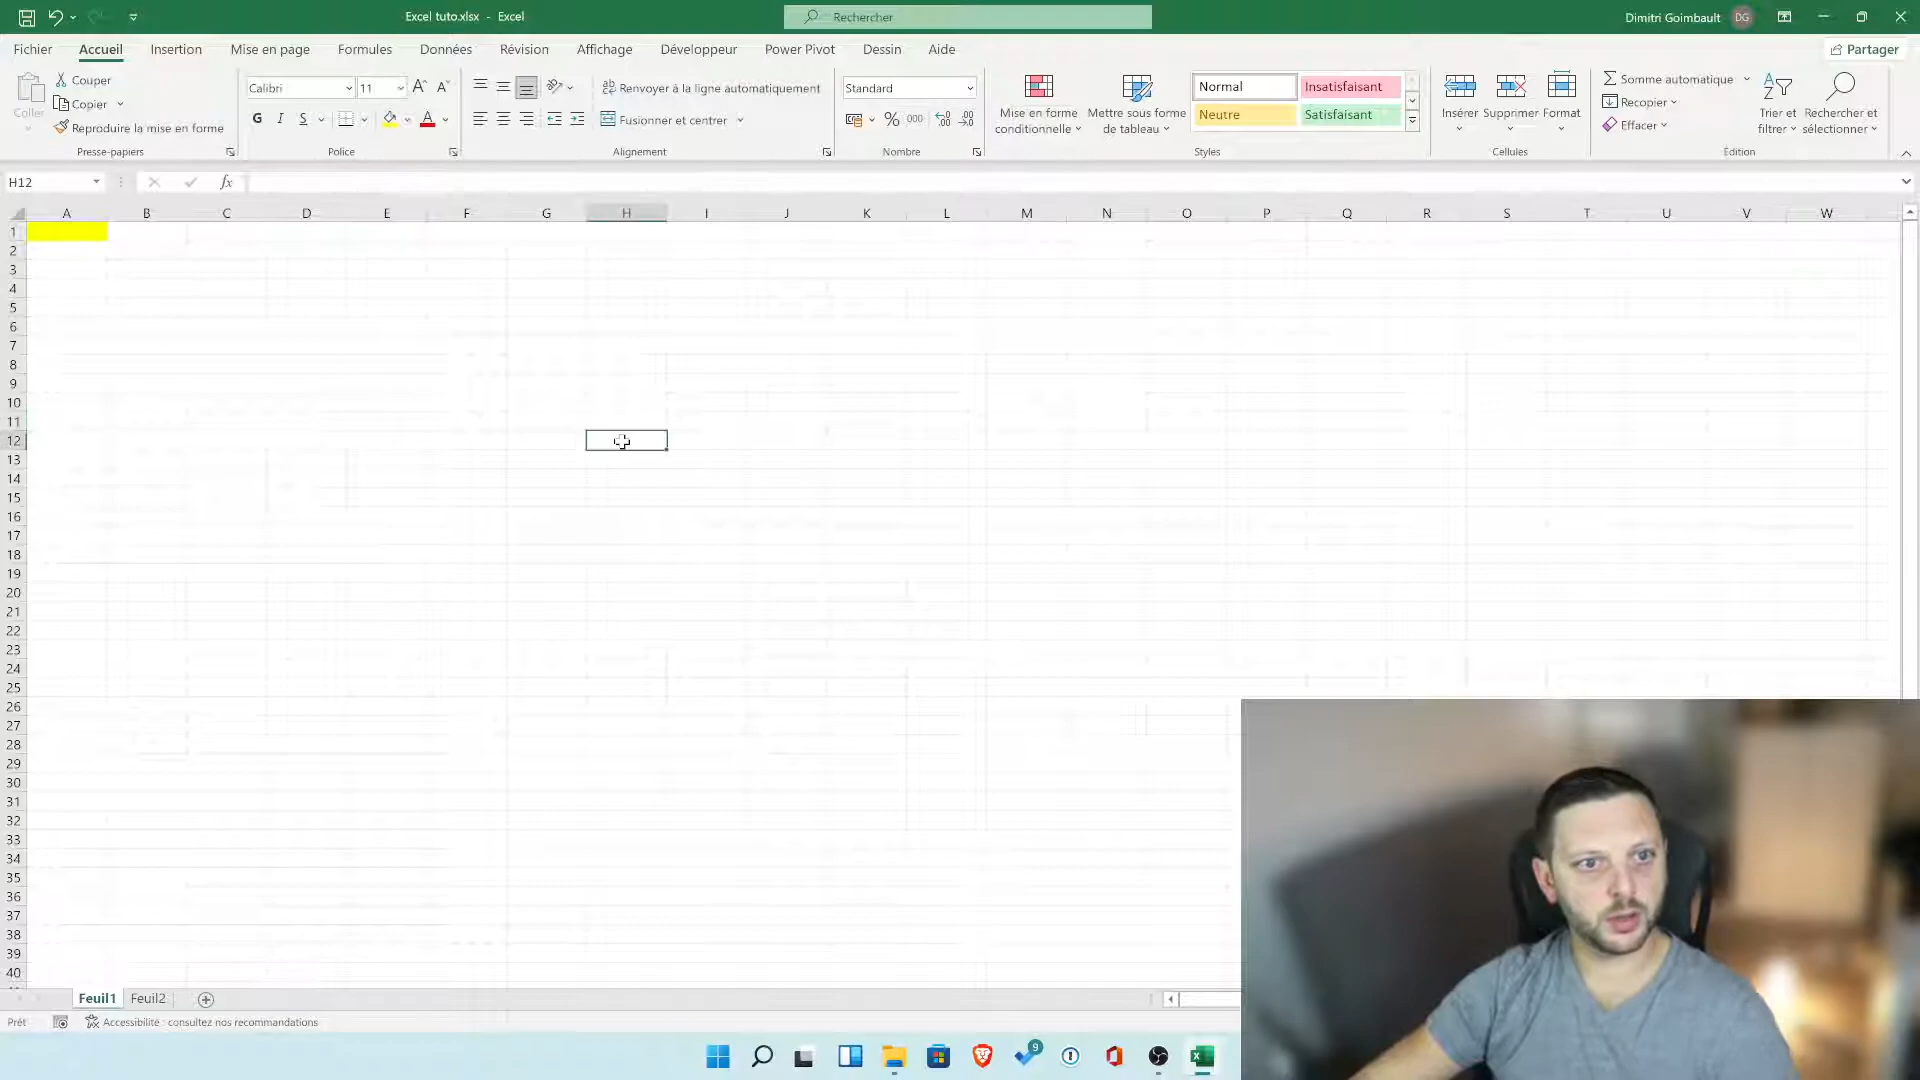 Excel tuto.xlsx - Excel
Rechercher
Dimitri Goimbault
DG
Fichier
Accueil
Insertion
Mise en page
Formules
Données
Révision
Affichage
Développeur
Power Pivot
Dessin
Aide
Partager
Coller
Couper
Copier
Reproduire la mise en forme
Presse-papiers
Calibri
11
G I S
Police
Renvoyer à la ligne automatiquement
Fusionner et centrer
Alignement
Standard
% 000
Nombre
Mise en forme conditionnelle
Mettre sous forme de tableau
Normal
Insatisfaisant
Neutre
Satisfaisant
Styles
Insérer
Supprimer
Format
Cellules
Somme automatique
Recopier
Effacer
Trier et filtrer
Rechercher et sélectionner
Édition
H12
fx
A B C D E F G H I J K L M N O P Q R S T U V W
1
2
3
4
5
6
7
8
9
10
11
12
13
14
15
16
17
18
19
20
21
22
23
24
25
26
27
28
29
30
31
32
33
34
35
36
37
38
39
40
Feuil1
Feuil2
Prêt
Accessibilité : consultez nos recommandations
9